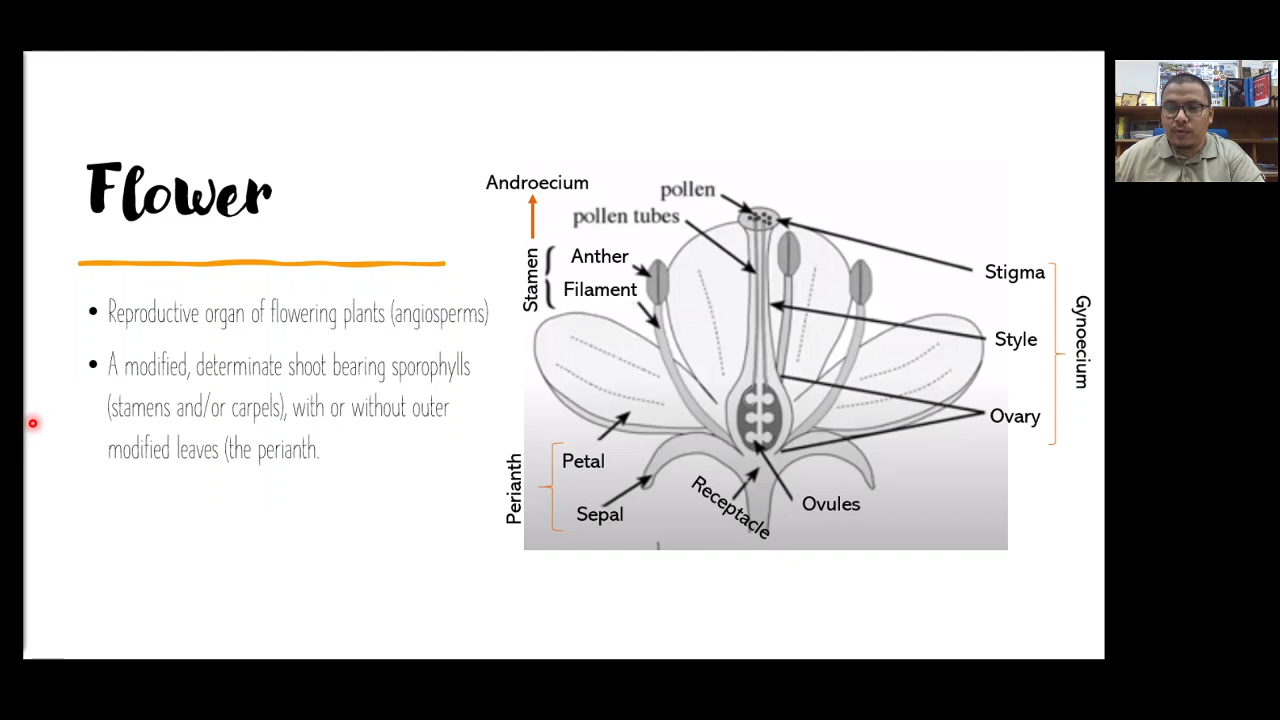 Flower
• Reproductive organ of flowering plants (angiosperms)
• A modified, determinate shoot bearing sporophylls
(stamens and/or carpels), with or without outer
modified leaves (the perianth.
Androecium
pollen
pollen tubes
Stamen
Anther
Filament
Stigma
Style
Gynoecium
Ovary
Perianth
Petal
Sepal
Receptacle
Ovules